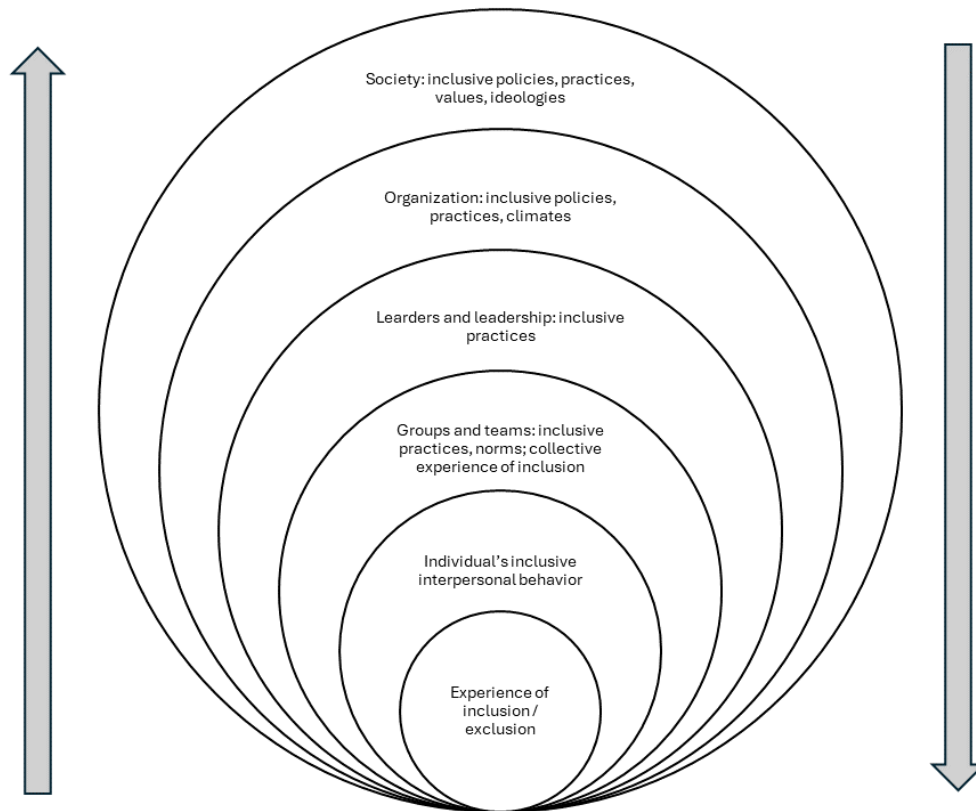 Society: inclusive policies, practices,
values, ideologies
Organization: inclusive policies,
practices, climates
Learders and leadership: inclusive
practices
Groups and teams: inclusive
practices, norms; collective
experience of inclusion
Individual’s inclusive
interpersonal behavior
Experience of
inclusion /
exclusion